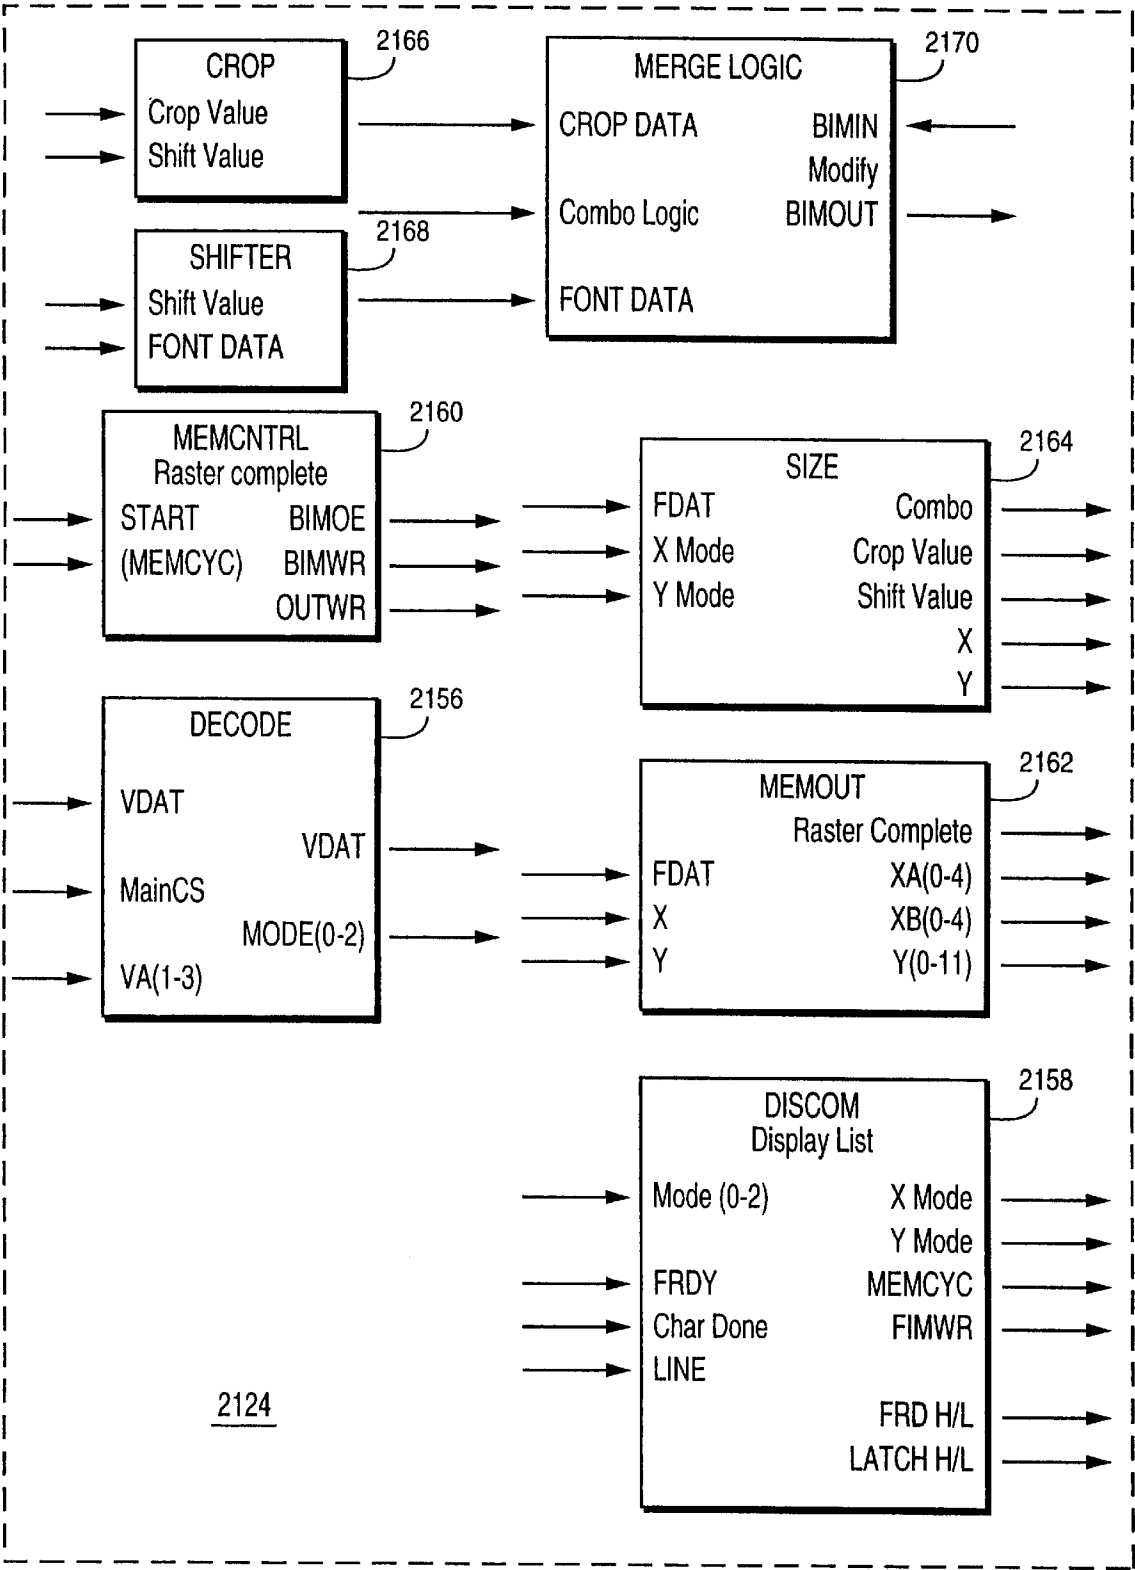 2166
CROP
Crop Value
Shift Value
2170
MERGE LOGIC
CROP DATA
BIMIN
Modify
Combo Logic
BIMOUT
FONT DATA
2168
SHIFTER
Shift Value
FONT DATA
2160
MEMCNTRL
Raster complete
START
BIMOE
(MEMCYC)
BIMWR
OUTWR
2164
SIZE
FDAT
Combo
X Mode
Crop Value
Y Mode
Shift Value
X
Y
2156
DECODE
VDAT
VDAT
MainCS
MODE(0-2)
VA(1-3)
2162
MEMOUT
Raster Complete
FDAT
XA(0-4)
X
XB(0-4)
Y
Y(0-11)
2158
DISCOM
Display List
Mode (0-2)
X Mode
Y Mode
FRDY
MEMCYC
Char Done
FIMWR
LINE
FRD H/L
LATCH H/L
2124